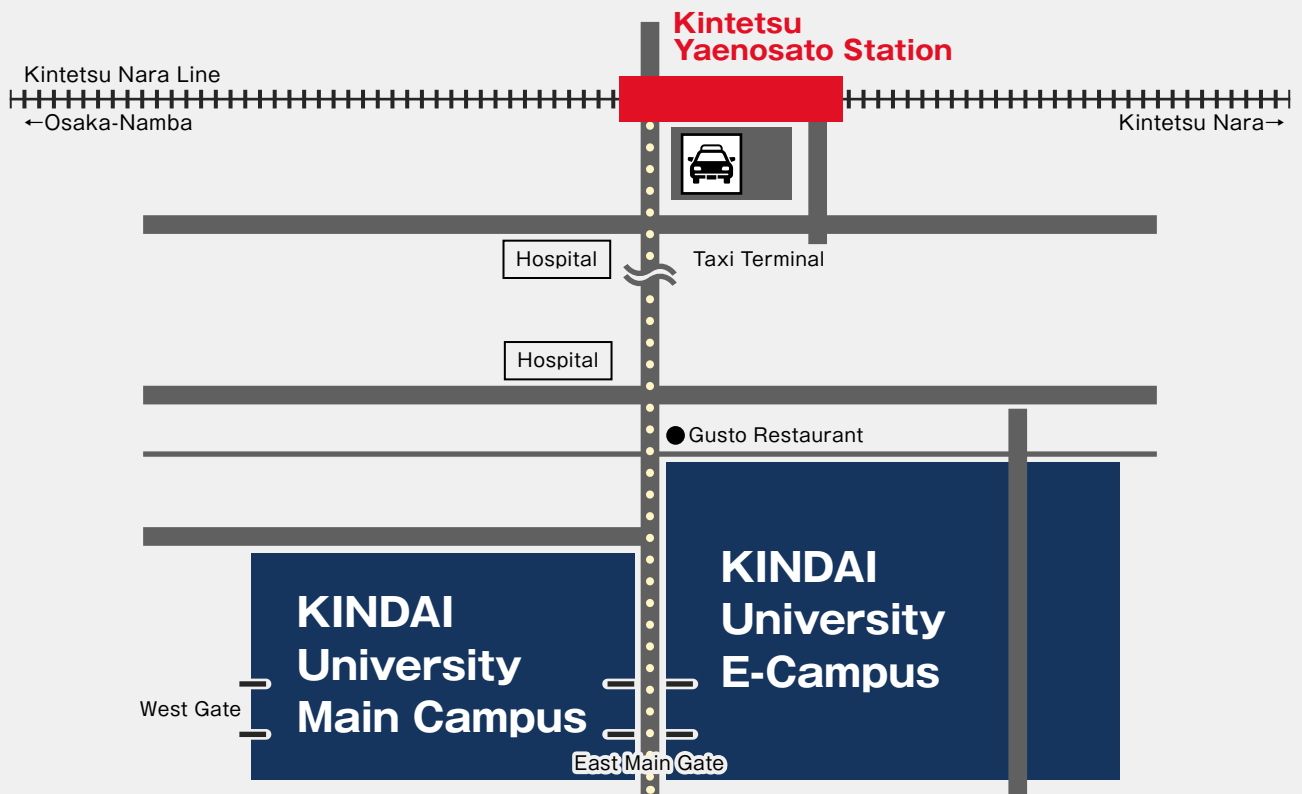 Kintetsu
Yaenosato Station
Kintetsu Nara Line
←Osaka-Namba
Kintetsu Nara→
Hospital
Taxi Terminal
Hospital
Gusto Restaurant
KINDAI
University
E-Campus
KINDAI
University
Main Campus
West Gate
East Main Gate